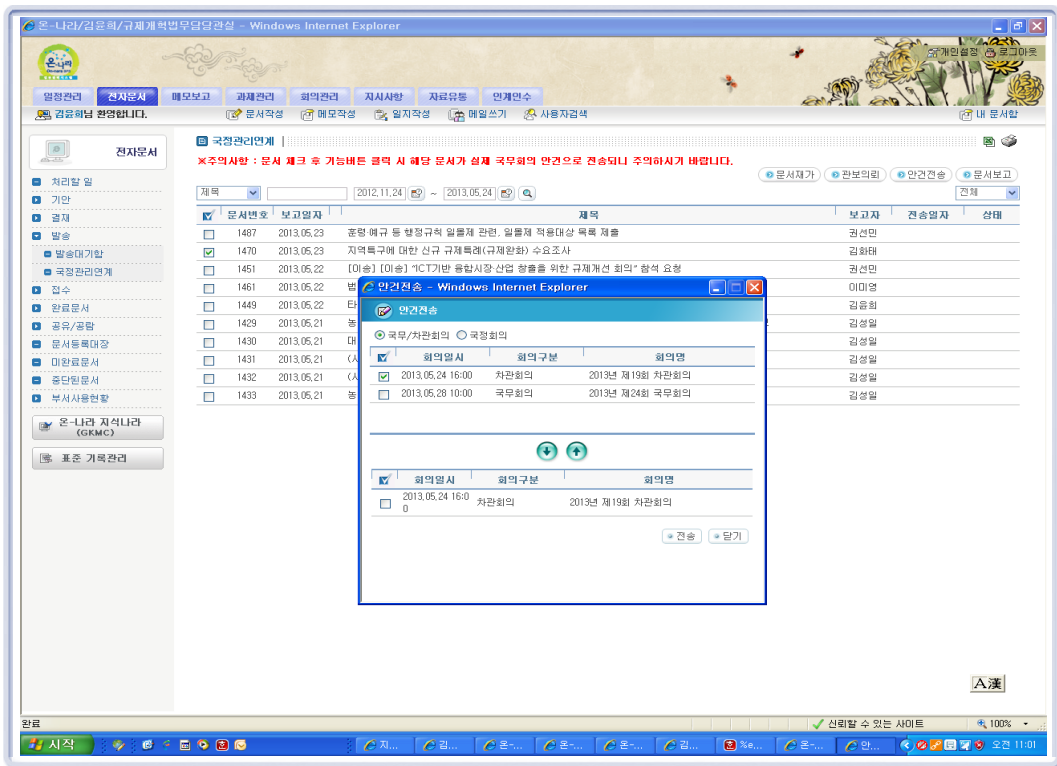 온-나라/김윤희/규제개혁법무담당관실 - Windows Internet Explorer
온나라
개인설정 로그아웃
일정관리 전자문서 메모보고 과제관리 회의관리 지시사항 자료유통 인계인수
김윤희님 환영합니다. 문서작성 메모작성 일지작성 메일쓰기 사용자검색 내 문서함
전자문서
처리할 일
기안
결재
발송
발송대기함
국정관리연계
접수
완료문서
공유/공람
문서등록대장
미완료문서
중단된문서
부서사용현황
온-나라 지식나라
(GKMC)
표준 기록관리
국정관리연계
※주의사항 : 문서 체크 후 기능버튼 클릭 시 해당 문서가 실제 국무회의 안건으로 전송되니 주의하시기 바랍니다.
문서재가 관보의뢰 안건전송 문서보고
제목 2012.11.24 ~ 2013.05.24 전체
문서번호 보고일자 제목 보고자 전송일자 상태
1487 2013.05.23 훈령·예규 등 행정규칙 일몰제 관련, 일몰제 적용대상 목록 제출 권선민
1470 2013.05.23 지역특구에 대한 신규 규제특례(규제완화) 수요조사 김화태
1451 2013.05.22 [이송] [이송] "ICT기반 융합시장·산업 창출을 위한 규제개선 회의" 참석 요청 권선민
1461 2013.05.22 법 이미영
1449 2013.05.22 타 김윤희
1429 2013.05.21 농 김성일
1430 2013.05.21 대 김성일
1431 2013.05.21 (사 김성일
1432 2013.05.21 (사 김성일
1433 2013.05.21 농 김성일
안건전송 - Windows Internet Explorer
안건전송
국무/차관회의 국정회의
회의일시 회의구분 회의명
2013.05.24 16:00 차관회의 2013년 제19회 차관회의
2013.05.28 10:00 국무회의 2013년 제24회 국무회의
회의일시 회의구분 회의명
2013.05.24 16:0
0 차관회의 2013년 제19회 차관회의
전송 닫기
A漢
완료 신뢰할 수 있는 사이트 100%
시작 지... 김... 온-... 온-... 온-... 김... %e... 온-... 안... 오전 11:01